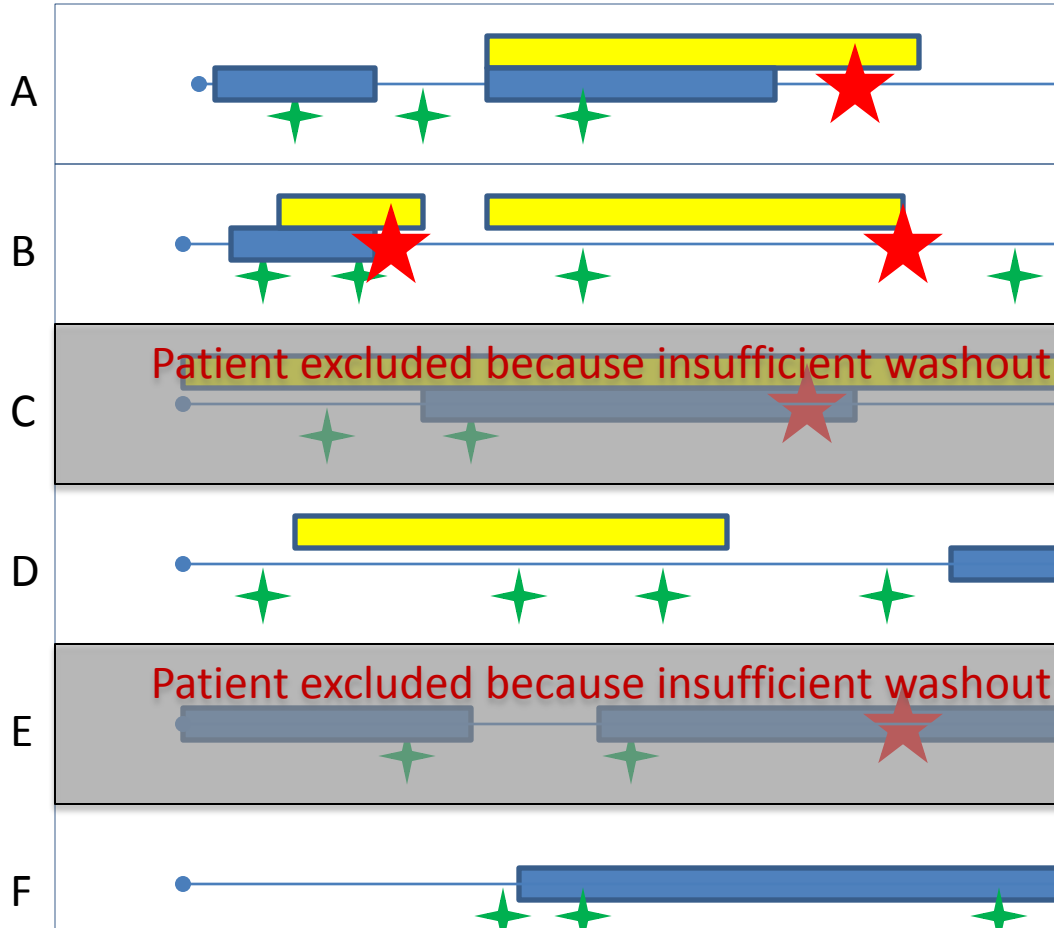 A
B
Patient excluded because insufficient washout
C
D
Patient excluded because insufficient washout
E
F